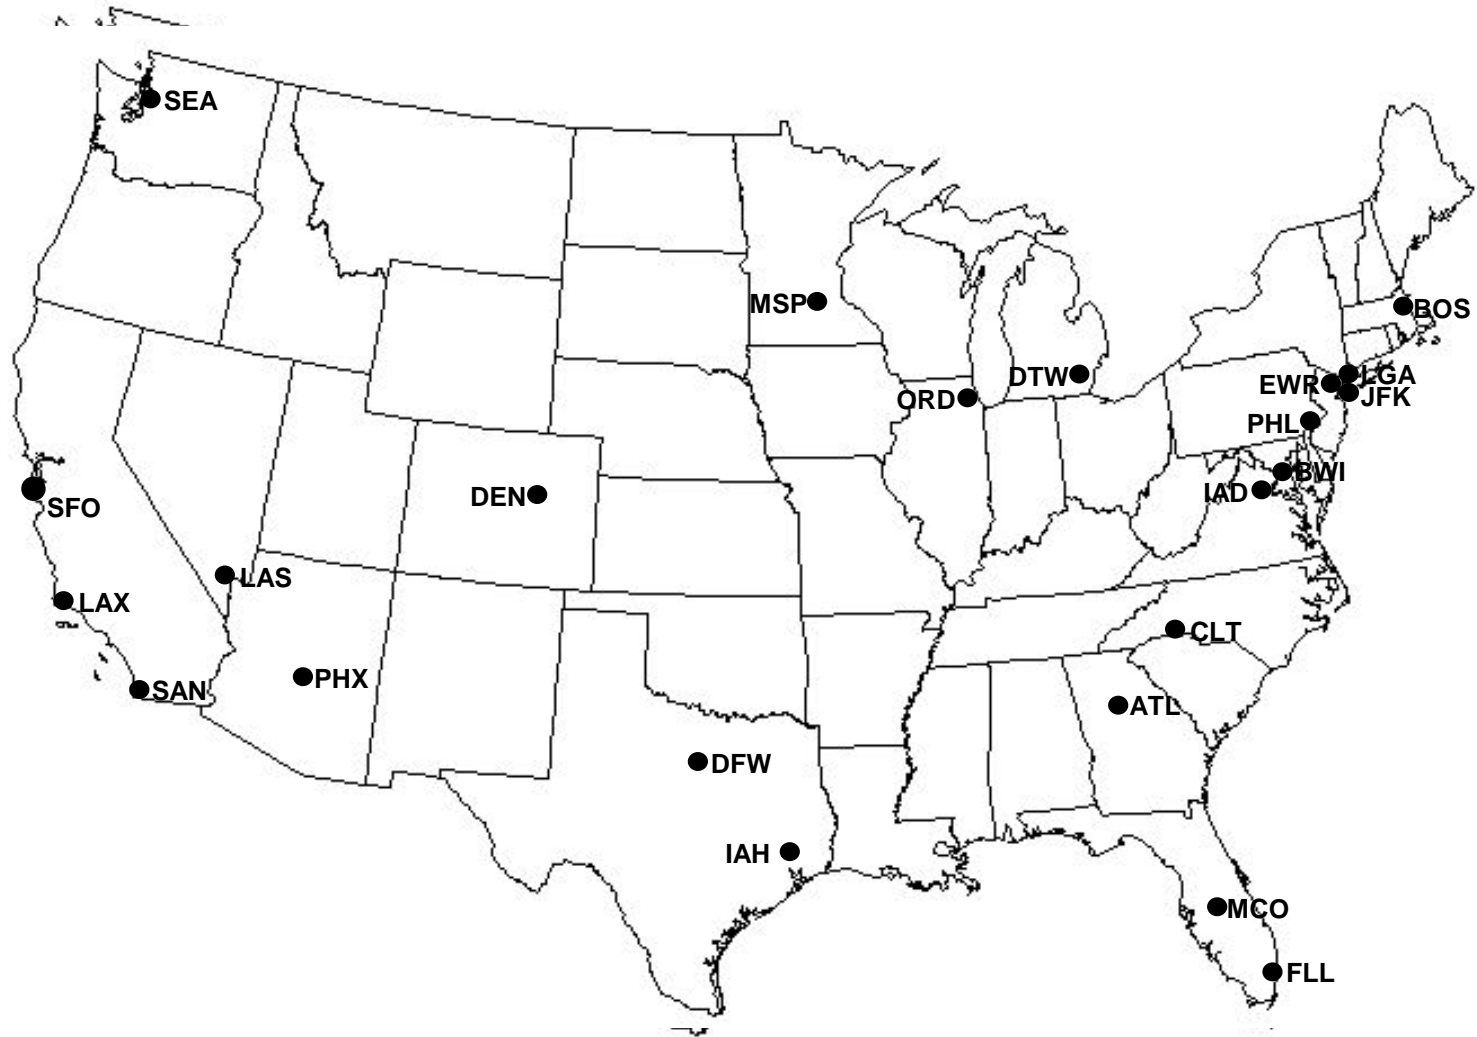 SEA
MSP
BOS
DTW
LGA
EWR
JFK
ORD
PHL
BWI
DEN
IAD
SFO
LAS
LAX
CLT
PHX
SAN
ATL
DFW
IAH
MCO
FLL